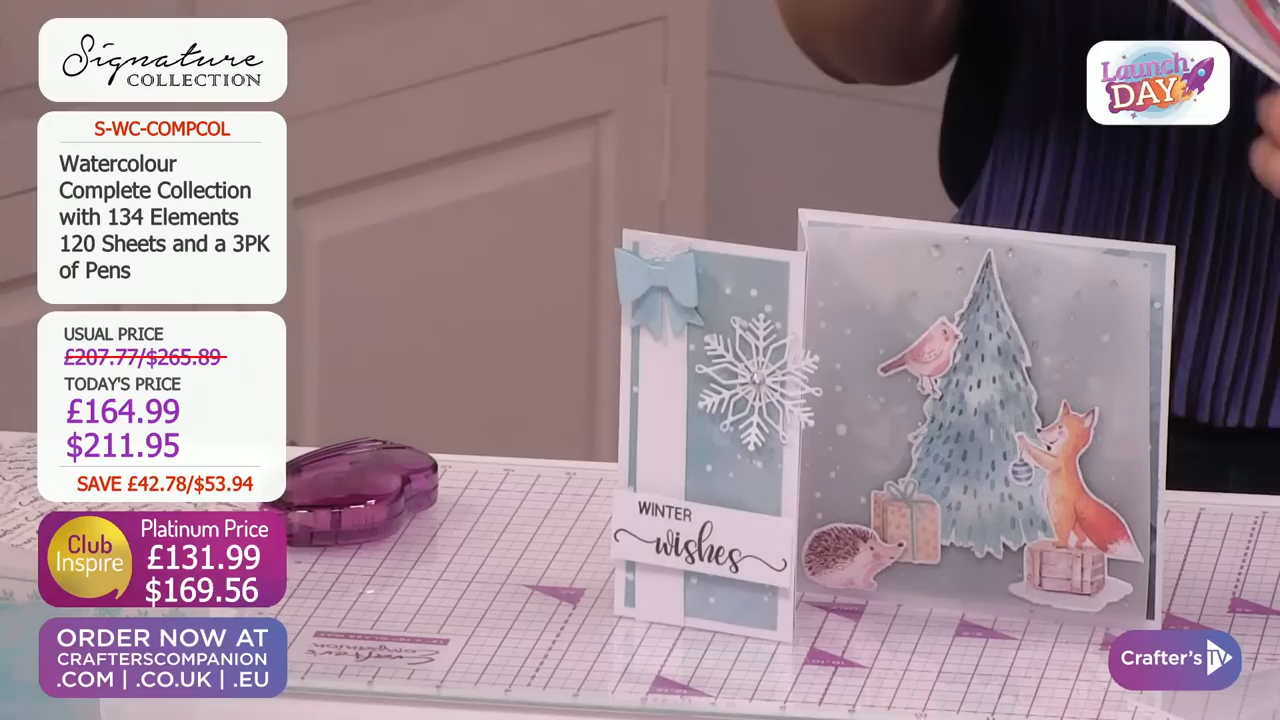 Signature
COLLECTION
S-WC-COMPCOL
Watercolour
Complete Collection
with 134 Elements
120 Sheets and a 3PK
of Pens
USUAL PRICE
£207.77/$265.89
TODAY'S PRICE
£164.99
$211.95
SAVE £42.78/$53.94
Club
Inspire
Platinum Price
£131.99
$169.56
ORDER NOW AT
CRAFTERSCOMPANION
.COM | .CO.UK | .EU
Launch
DAY
WINTER
wishes
Crafter's
Companion
Crafter's TV